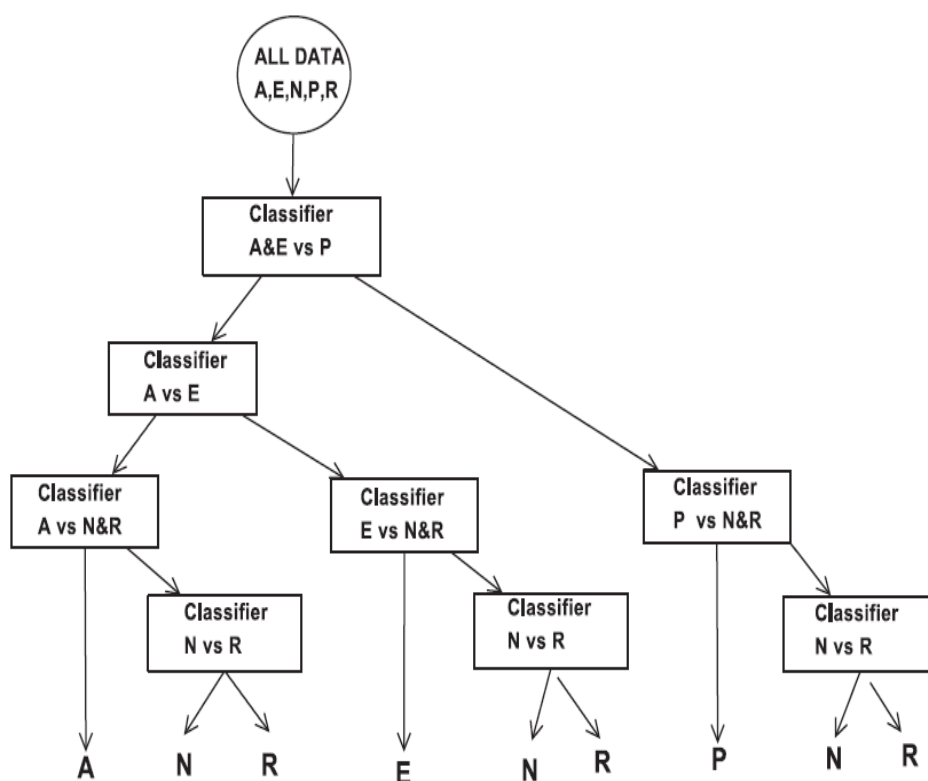 ALL DATA
A,E,N,P,R
Classifier
A&E vs P
Classifier
A vs E
Classifier
A vs N&R
Classifier
E vs N&R
Classifier
P vs N&R
Classifier
N vs R
Classifier
N vs R
Classifier
N vs R
A
N
R
E
N
R
P
N
R